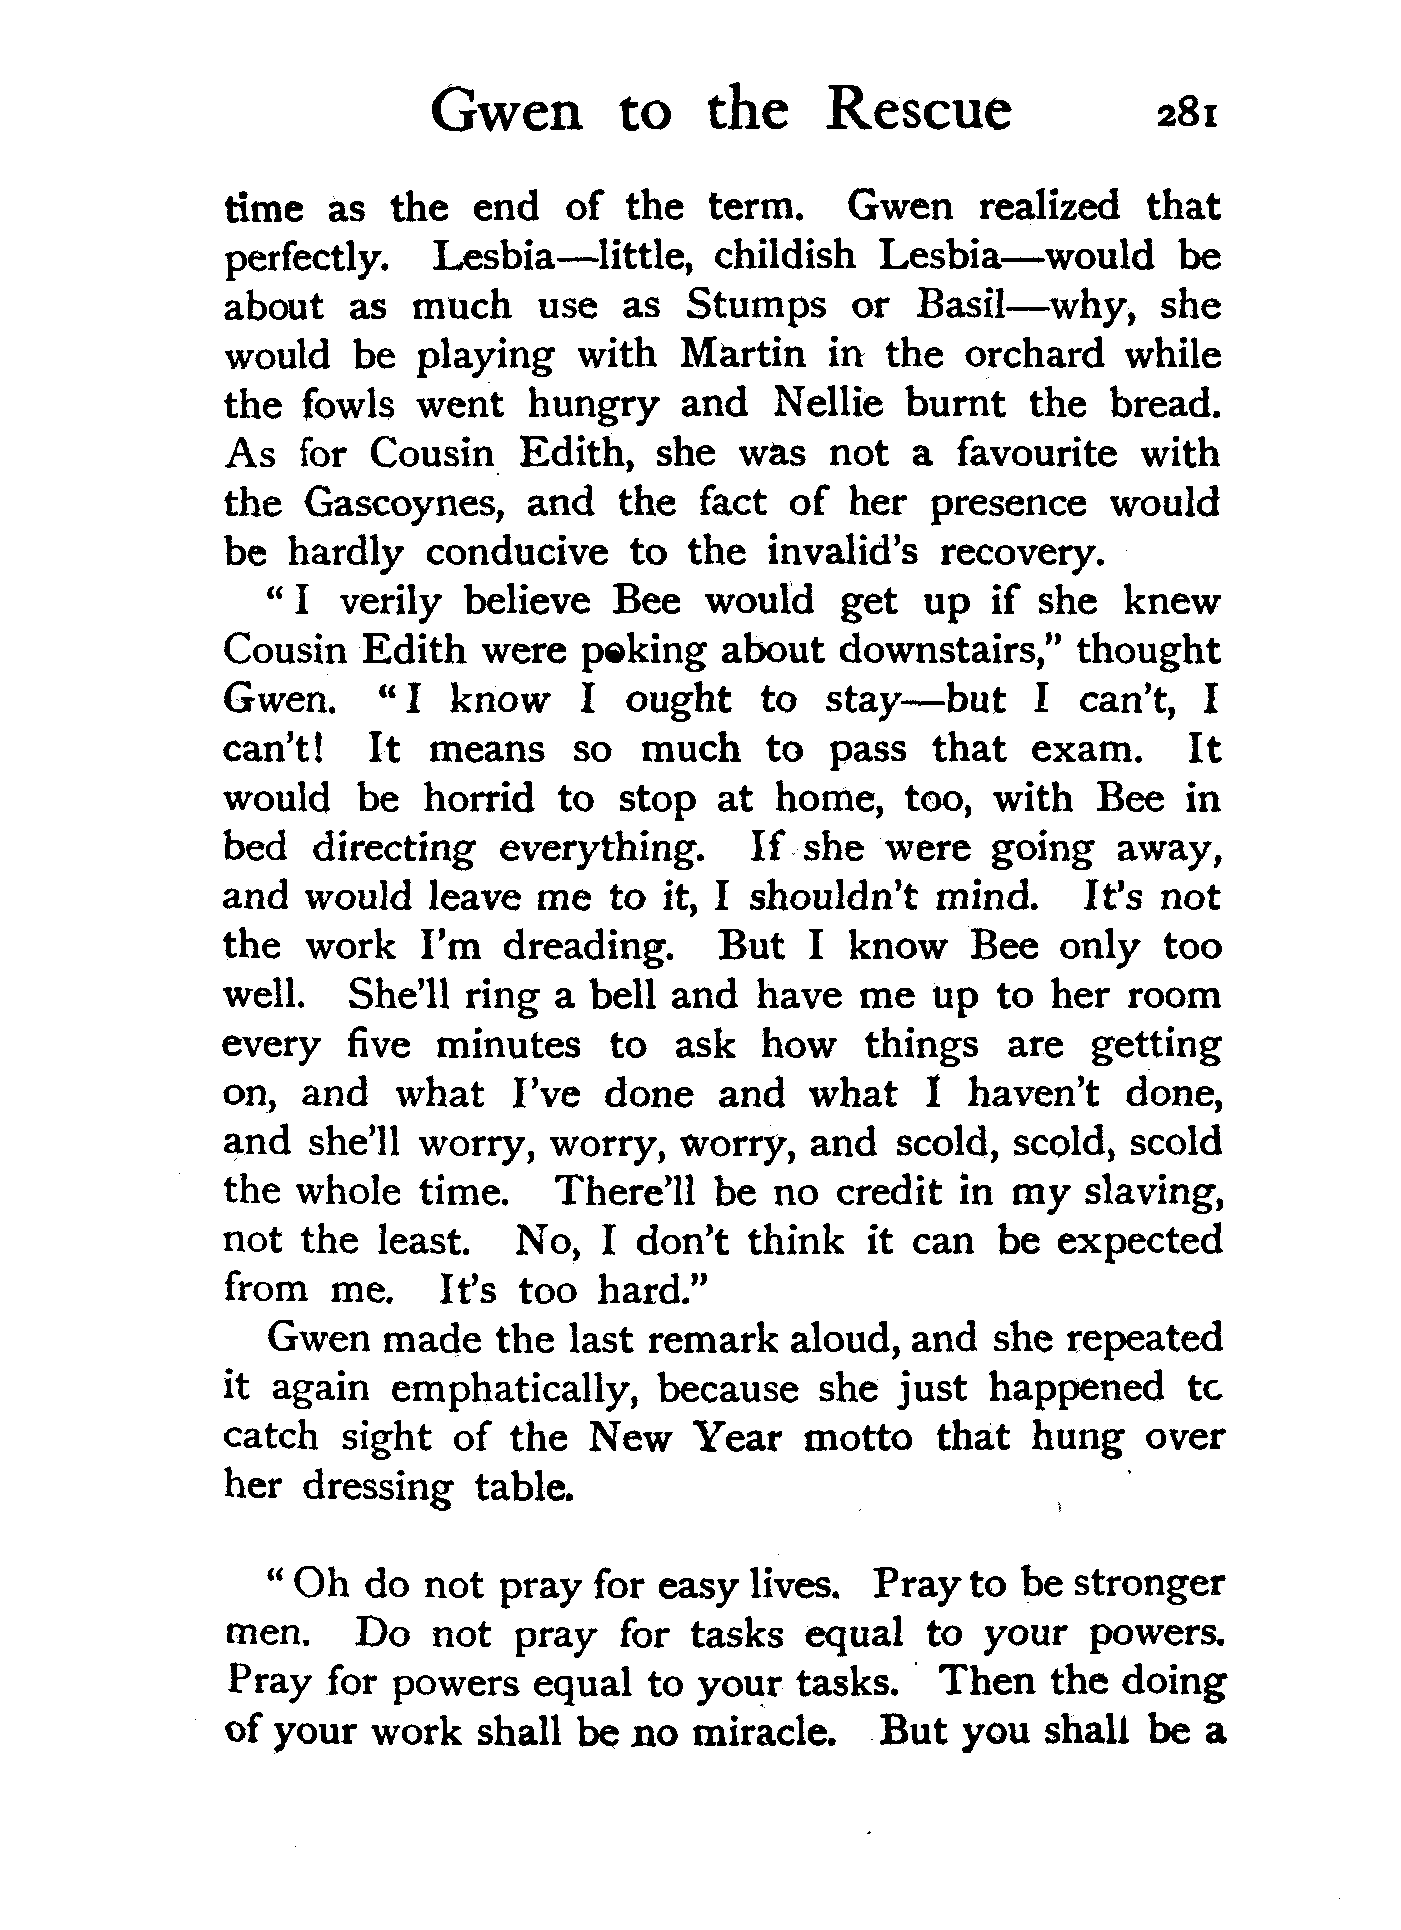 Gwen to the Rescue 281
time as the end of the term. Gwen realized that
perfectly. Lesbia—little, childish Lesbia—would be
about as much use as Stumps or Basil—why, she
would be playing with Martin in the orchard while
the fowls went hungry and Nellie burnt the bread.
As for Cousin Edith, she was not a favourite with
the Gascoynes, and the fact of her presence would
be hardly conducive to the invalid's recovery.
"I verily believe Bee would get up if she knew
Cousin Edith were poking about downstairs," thought
Gwen. "I know I ought to stay—but I can't, I
can't! It means so much to pass that exam. It
would be horrid to stop at home, too, with Bee in
bed directing everything. If she were going away,
and would leave me to it, I shouldn't mind. It's not
the work I'm dreading. But I know Bee only too
well. She'll ring a bell and have me up to her room
every five minutes to ask how things are getting
on, and what I've done and what I haven't done,
and she'll worry, worry, worry, and scold, scold, scold
the whole time. There'll be no credit in my slaving,
not the least. No, I don't think it can be expected
from me. It's too hard."
Gwen made the last remark aloud, and she repeated
it again emphatically, because she just happened to
catch sight of the New Year motto that hung over
her dressing table.
"Oh do not pray for easy lives. Pray to be stronger
men. Do not pray for tasks equal to your powers.
Pray for powers equal to your tasks. Then the doing
of your work shall be no miracle. But you shall be a